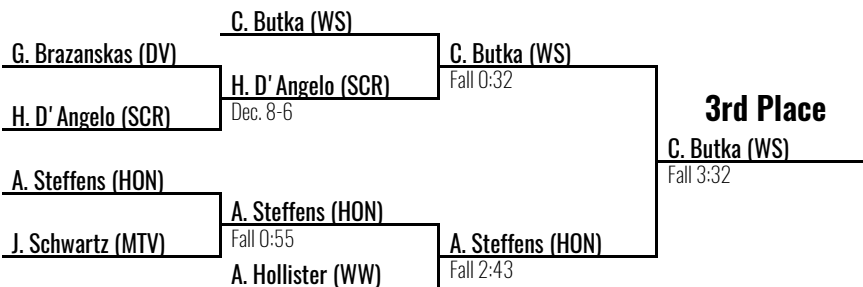 C. Butka (WS)
G. Brazanskas (DV)
C. Butka (WS)
Fall 0:32
H. D'Angelo (SCR)
Dec. 8-6
H. D'Angelo (SCR)
3rd Place
C. Butka (WS)
Fall 3:32
A. Steffens (HON)
A. Steffens (HON)
Fall 0:55
J. Schwartz (MTV)
A. Steffens (HON)
Fall 2:43
A. Hollister (WW)